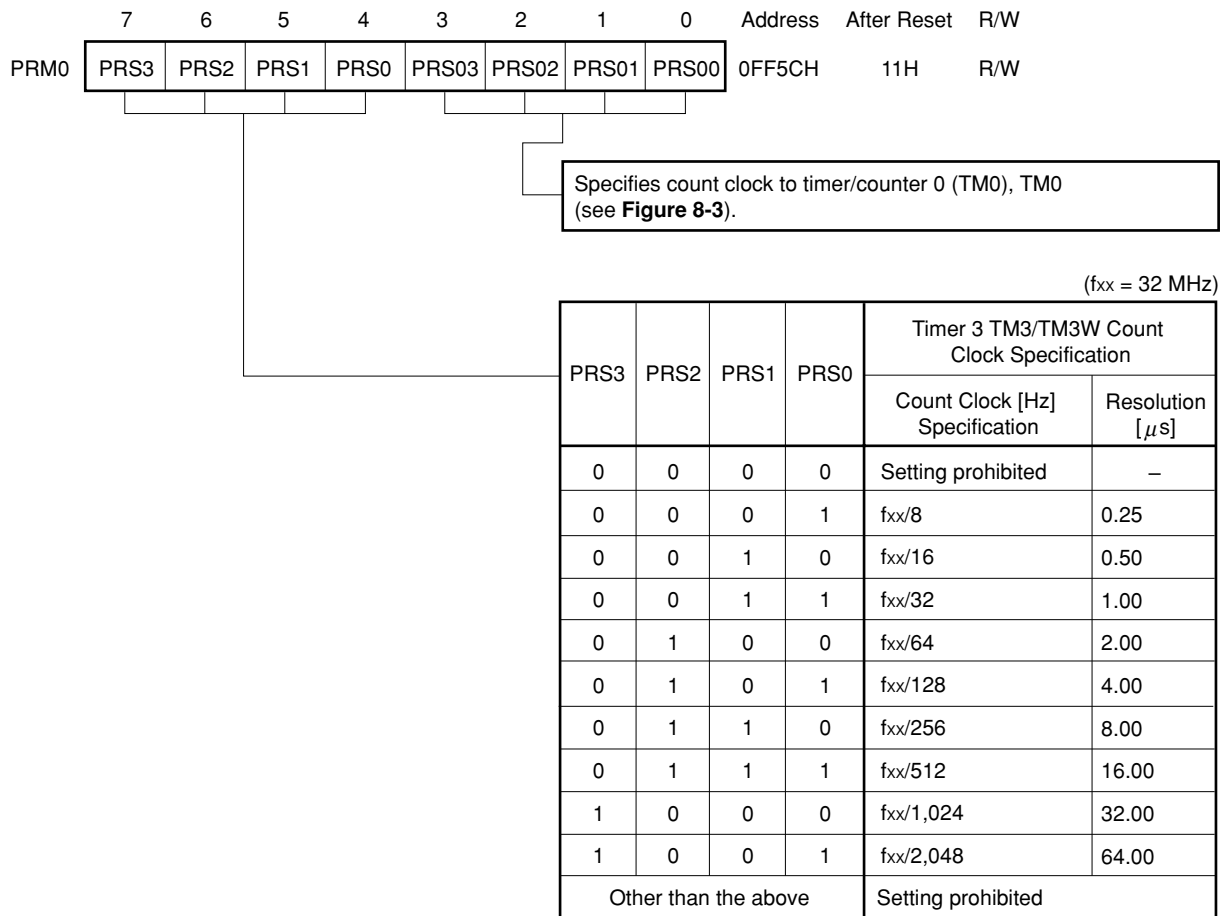 7 6 5 4 3 2 1 0 Address After Reset R/W
PRM0 PRS3 PRS2 PRS1 PRS0 PRS03 PRS02 PRS01 PRS00 0FF5CH 11H R/W
Specifies count clock to timer/counter 0 (TM0), TM0
(see Figure 8-3).
(fxx = 32 MHz)
PRS3 PRS2 PRS1 PRS0
Timer 3 TM3/TM3W Count
Clock Specification
Count Clock [Hz]
Specification
Resolution
[μs]
0 0 0 0 Setting prohibited –
0 0 0 1 fxx/8 0.25
0 0 1 0 fxx/16 0.50
0 0 1 1 fxx/32 1.00
0 1 0 0 fxx/64 2.00
0 1 0 1 fxx/128 4.00
0 1 1 0 fxx/256 8.00
0 1 1 1 fxx/512 16.00
1 0 0 0 fxx/1,024 32.00
1 0 0 1 fxx/2,048 64.00
Other than the above Setting prohibited